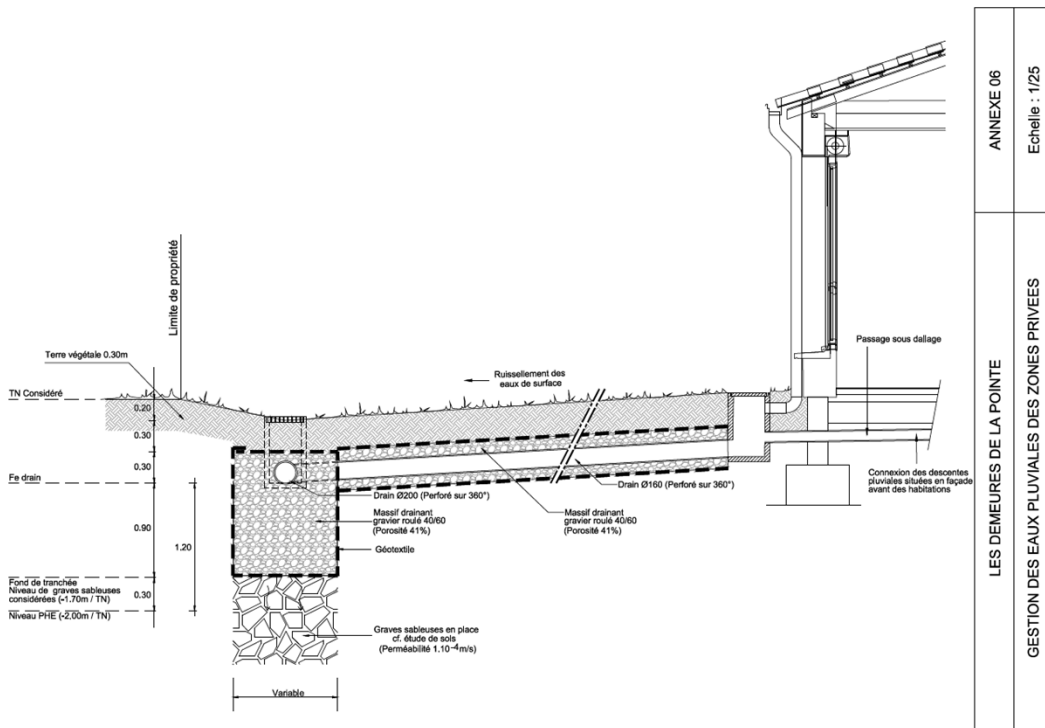 Limite de propriété
Terre végétale 0.30m
TN Considéré
0.20
0.30
0.30
Fe drain
0.90
1.20
Fond de tranchée
Niveau de graves sableuses
considérées (-1.70m / TN)
0.30
Niveau PHE (-2,00m / TN)
Ruissellement des
eaux de surface
Passage sous dallage
Drain Ø200 (Perforé sur 360°)
Drain Ø160 (Perforé sur 360°)
Connexion des descentes
pluviales situées en façade
avant des habitations
Massif drainant
gravier roulé 40/60
(Porosité 41%)
Massif drainant
gravier roulé 40/60
(Porosité 41%)
Géotextile
Graves sableuses en place
cf. étude de sols
(Perméabilité 1.10-4m/s)
Variable
ANNEXE 06
Echelle : 1/25
LES DEMEURES DE LA POINTE
GESTION DES EAUX PLUVIALES DES ZONES PRIVEES